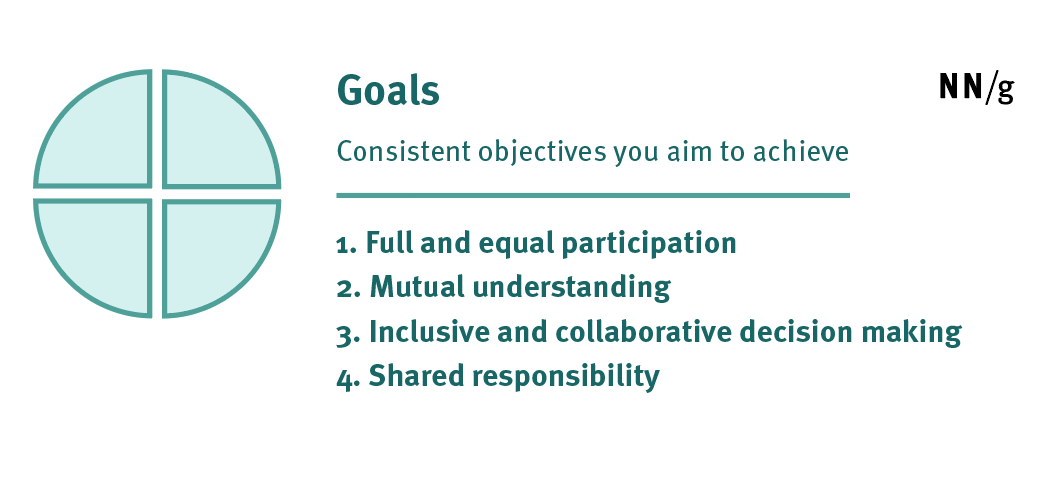 Goals
NN/g
Consistent objectives you aim to achieve
1. Full and equal participation
2. Mutual understanding
3. Inclusive and collaborative decision making
4. Shared responsibility